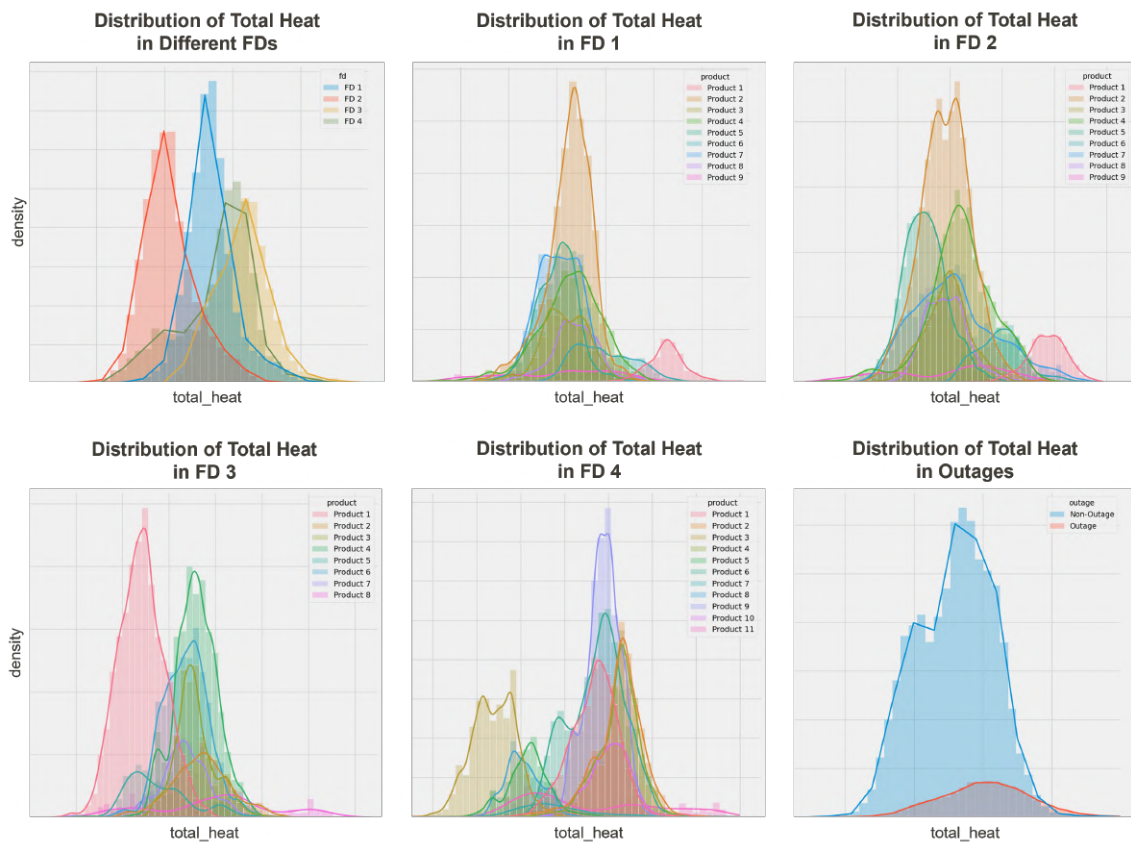 Distribution of Total Heat
in Different FDs
fd
FD 1
FD 2
FD 3
FD 4
density
Distribution of Total Heat
in FD 1
product
Product 1
Product 2
Product 3
Product 4
Product 5
Product 6
Product 7
Product 8
Product 9
total_heat
Distribution of Total Heat
in FD 2
product
Product 1
Product 2
Product 3
Product 4
Product 5
Product 6
Product 7
Product 8
Product 9
total_heat
total_heat
Distribution of Total Heat
in FD 3
product
Product 1
Product 2
Product 3
Product 4
Product 5
Product 6
Product 7
Product 8
density
total_heat
Distribution of Total Heat
in FD 4
product
Product 1
Product 2
Product 3
Product 4
Product 5
Product 6
Product 7
Product 8
Product 9
Product 10
Product 11
total_heat
Distribution of Total Heat
in Outages
outage
Non-Outage
Outage
total_heat